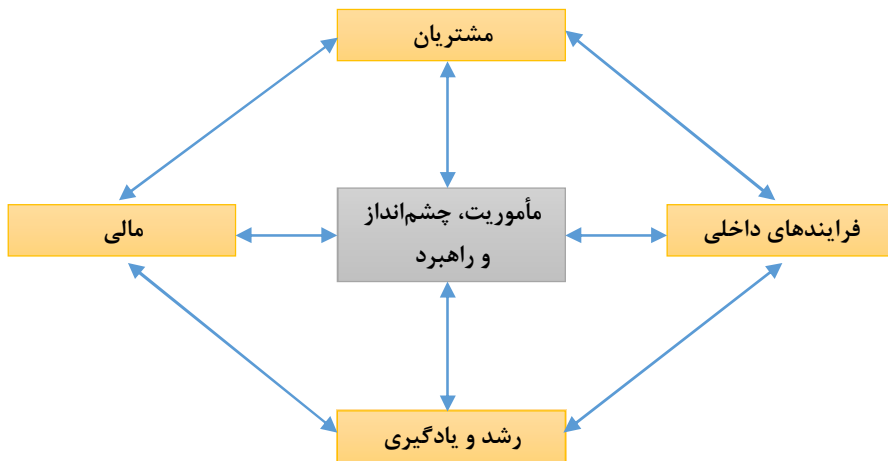 مشتریان
فرایندهای داخلی
مأموریت، چشم‌انداز
و راهبرد
مالی
رشد و یادگیری